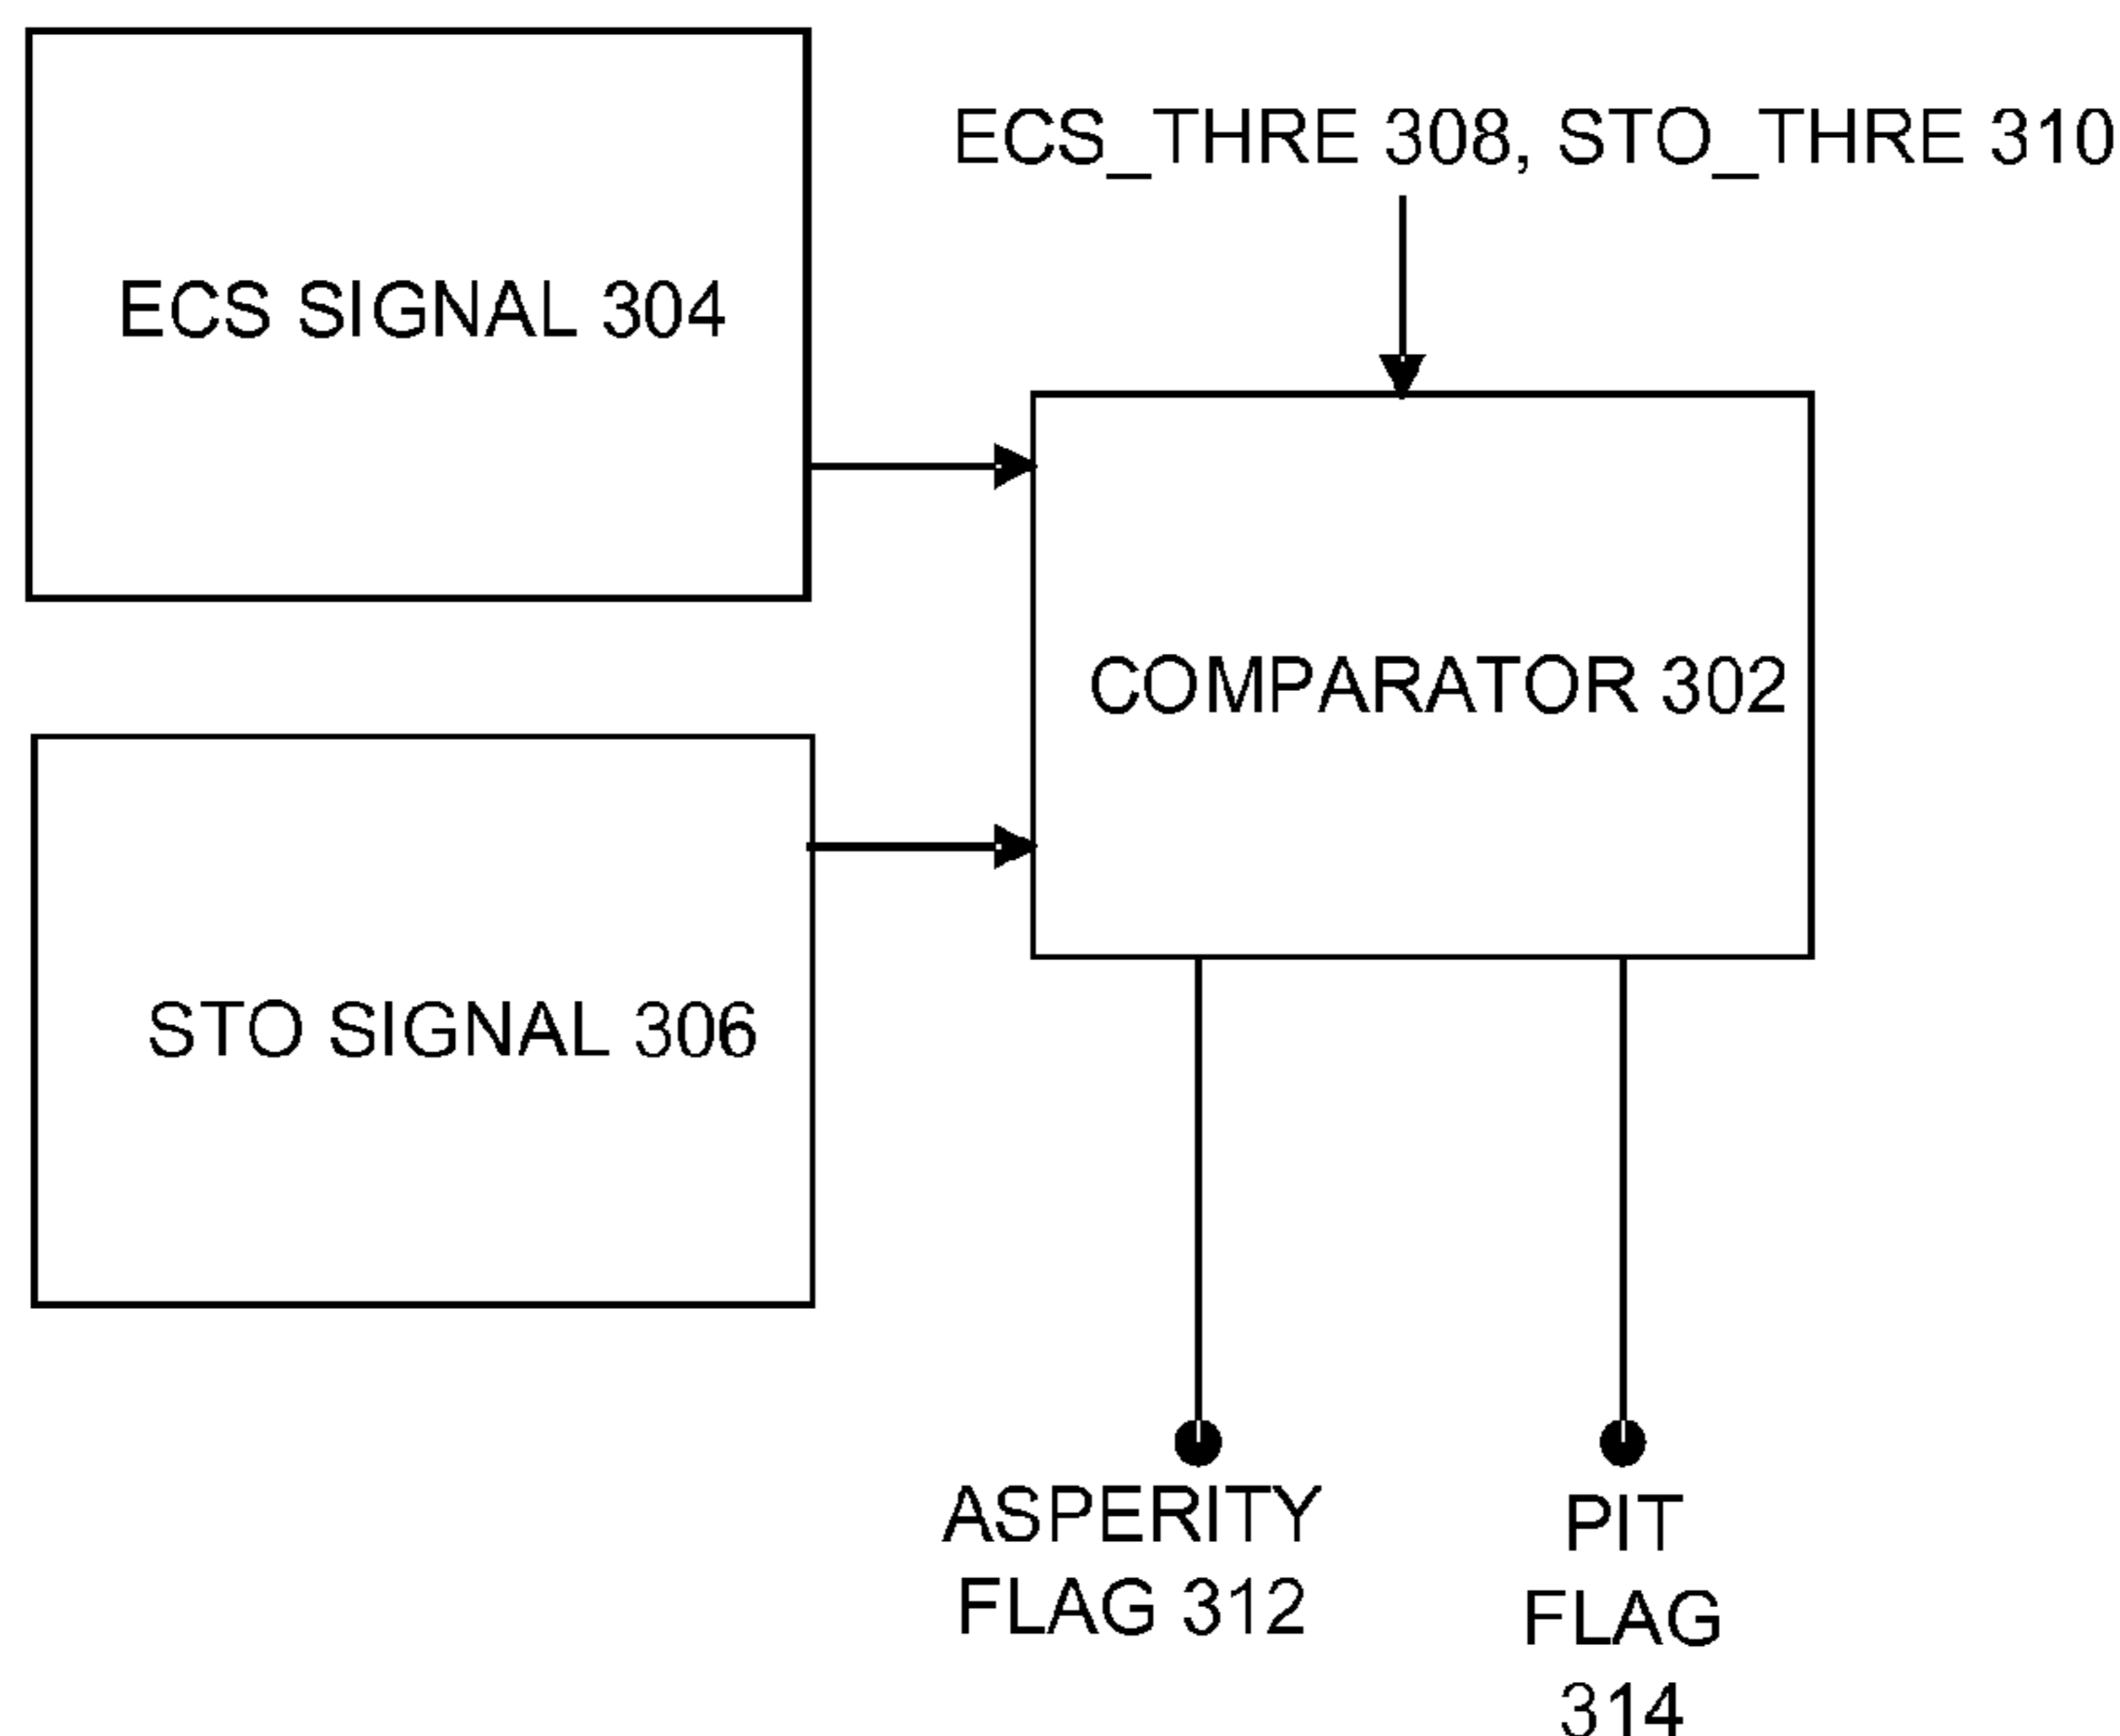 ECS SIGNAL 304
ECS_THRE 308, STO_THRE 310
COMPARATOR 302
STO SIGNAL 306
ASPERITY
FLAG 312
PIT
FLAG
314